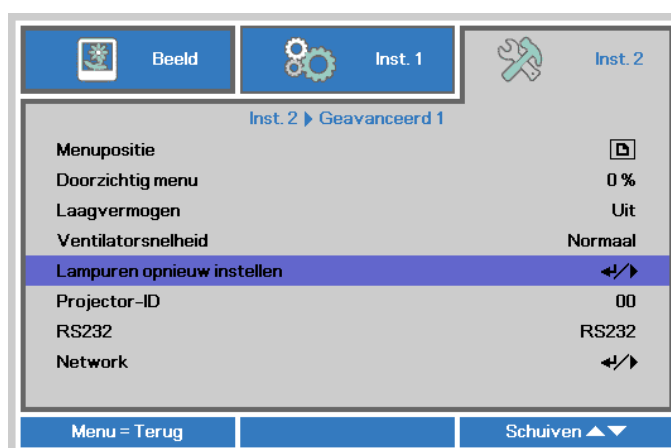 Beeld
Inst. 1
Inst. 2
Inst. 2 Geavanceerd 1
Menupositie
Doorzichtig menu 0 %
Laagvermogen Uit
Ventilatorsnelheid Normaal
Lampuren opnieuw instellen ↵/▶
Projector-ID 00
RS232 RS232
Network ↵/▶
Menu = Terug
Schuiven ▲▼